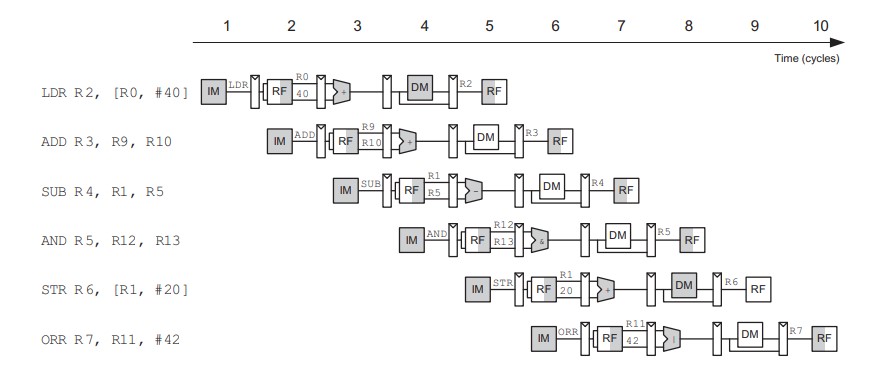 1 2 3 4 5 6 7 8 9 10
Time (cycles)
LDR R2, [R0, #40] IM LDR RF R0 40 + DM R2 RF
ADD R3, R9, R10 IM ADD RF R9 R10 + DM R3 RF
SUB R4, R1, R5 IM SUB RF R1 R5 - DM R4 RF
AND R5, R12, R13 IM AND RF R12 R13 & DM R5 RF
STR R6, [R1, #20] IM STR RF R1 20 + DM R6 RF
ORR R7, R11, #42 IM ORR RF R11 42 | DM R7 RF